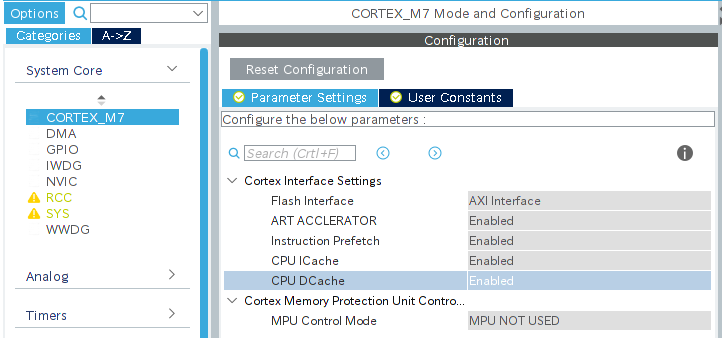 Options
CORTEX_M7 Mode and Configuration
Categories
A->Z
Configuration
System Core
Reset Configuration
Parameter Settings
User Constants
CORTEX_M7
DMA
GPIO
IWDG
NVIC
RCC
SYS
WWDG
Analog
Timers
Configure the below parameters :
Search (Crtl+F)
Cortex Interface Settings
Flash Interface AXI Interface
ART ACCLERATOR Enabled
Instruction Prefetch Enabled
CPU ICache Enabled
CPU DCache Enabled
Cortex Memory Protection Unit Contro...
MPU Control Mode MPU NOT USED